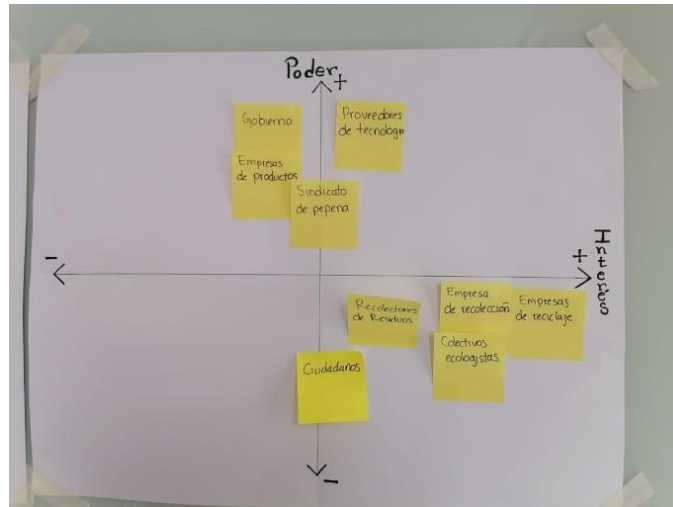 Poder
+
Gobierno
Proveedores
de tecnologia
Empresas
de productos
Sindicato
de pepena
-
+
Interés
Recolectores
de Residuos
Empresa
de recolección
Empresas
de reciclaje
Colectivos
ecologistas
Ciudadanos
-